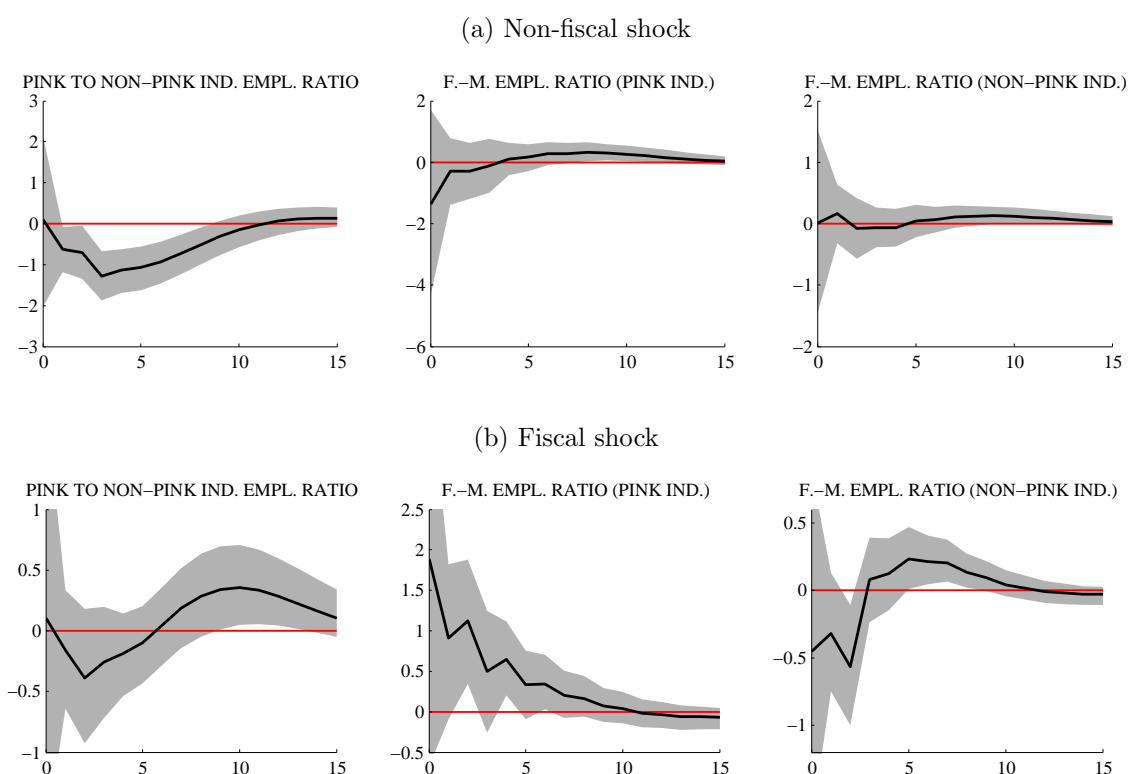 (a) Non-fiscal shock
PINK TO NON−PINK IND. EMPL. RATIO
3
2
1
0
−1
−2
−3
0 5 10 15
F.−M. EMPL. RATIO (PINK IND.)
2
0
−2
−4
−6
0 5 10 15
F.−M. EMPL. RATIO (NON−PINK IND.)
2
1
0
−1
−2
0 5 10 15
(b) Fiscal shock
PINK TO NON−PINK IND. EMPL. RATIO
1
0.5
0
−0.5
−1
0 5 10 15
F.−M. EMPL. RATIO (PINK IND.)
2.5
2
1.5
1
0.5
0
−0.5
0 5 10 15
F.−M. EMPL. RATIO (NON−PINK IND.)
0.5
0
−0.5
−1
0 5 10 15